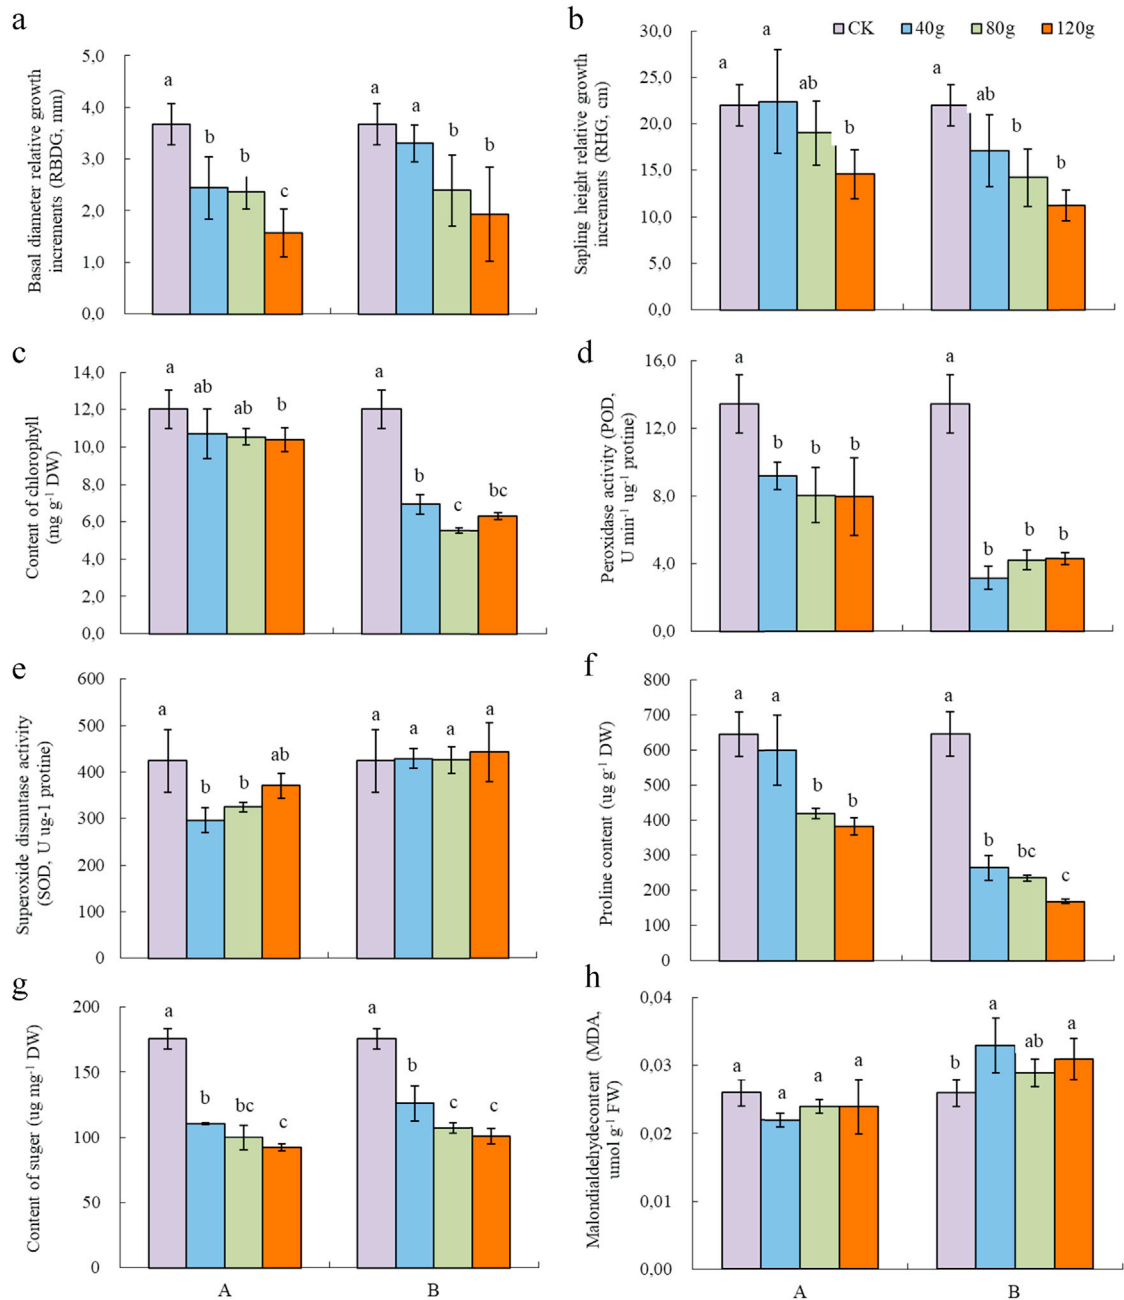 a
Basal diameter relative growth
increments (RBDG, mm)
5,0
4,0
3,0
2,0
1,0
0,0
a
b
b
c
a
a
b
b
b
CK
40g
80g
120g
Sapling height relative growth
increments (RHG, cm)
30,0
25,0
20,0
15,0
10,0
5,0
0,0
a
a
ab
b
a
ab
b
b
c
Content of chlorophyll
(mg g-1 DW)
14,0
12,0
10,0
8,0
6,0
4,0
2,0
0,0
a
ab
ab
b
a
b
c
bc
d
Peroxidase activity (POD,
U min-1 ug-1 protine)
16,0
12,0
8,0
4,0
0,0
a
b
b
b
a
b
b
b
e
Superoxide dismutase activity
(SOD, U ug-1 protine)
600
500
400
300
200
100
0
a
b
b
ab
a
a
a
a
f
Proline content (ug g-1 DW)
800
700
600
500
400
300
200
100
0
a
a
b
b
a
b
bc
c
g
Content of suger (ug mg-1 DW)
200
150
100
50
0
a
b
bc
c
a
b
c
c
A
B
h
Malondialdehydecontent (MDA,
umol g-1 FW)
0,04
0,03
0,02
0,01
0,00
a
a
a
a
b
a
ab
a
A
B